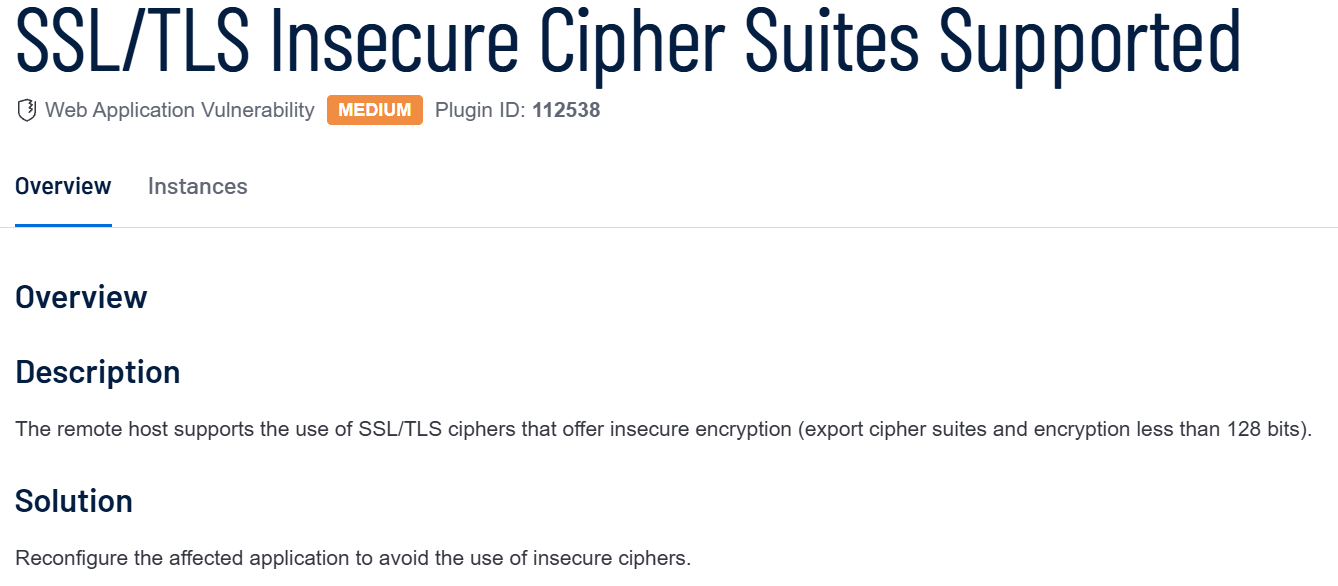 SSL/TLS Insecure Cipher Suites Supported
Web Application Vulnerability MEDIUM Plugin ID: 112538
Overview Instances
Overview
Description
The remote host supports the use of SSL/TLS ciphers that offer insecure encryption (export cipher suites and encryption less than 128 bits).
Solution
Reconfigure the affected application to avoid the use of insecure ciphers.